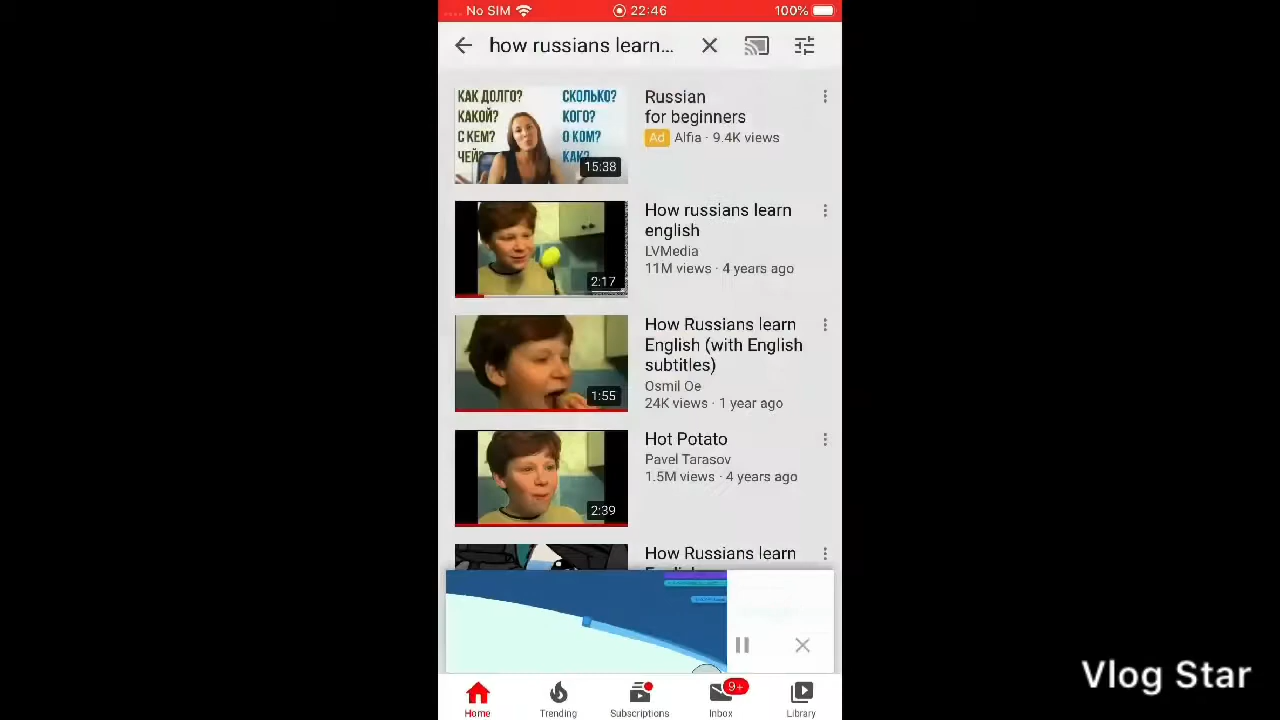 No SIM 22:46 100%
how russians learn...
КАК ДОЛГО? СКОЛЬКО?
КАКОЙ? КОГО?
С КЕМ? О КОМ?
ЧЕЙ? КАК?
15:38
Russian
for beginners
Ad Alfia · 9.4K views
2:17
How russians learn
english
LVMedia
11M views · 4 years ago
1:55
How Russians learn
English (with English
subtitles)
Osmil Oe
24K views · 1 year ago
2:39
Hot Potato
Pavel Tarasov
1.5M views · 4 years ago
How Russians learn
Home Trending Subscriptions 9+ Inbox Library
Vlog Star